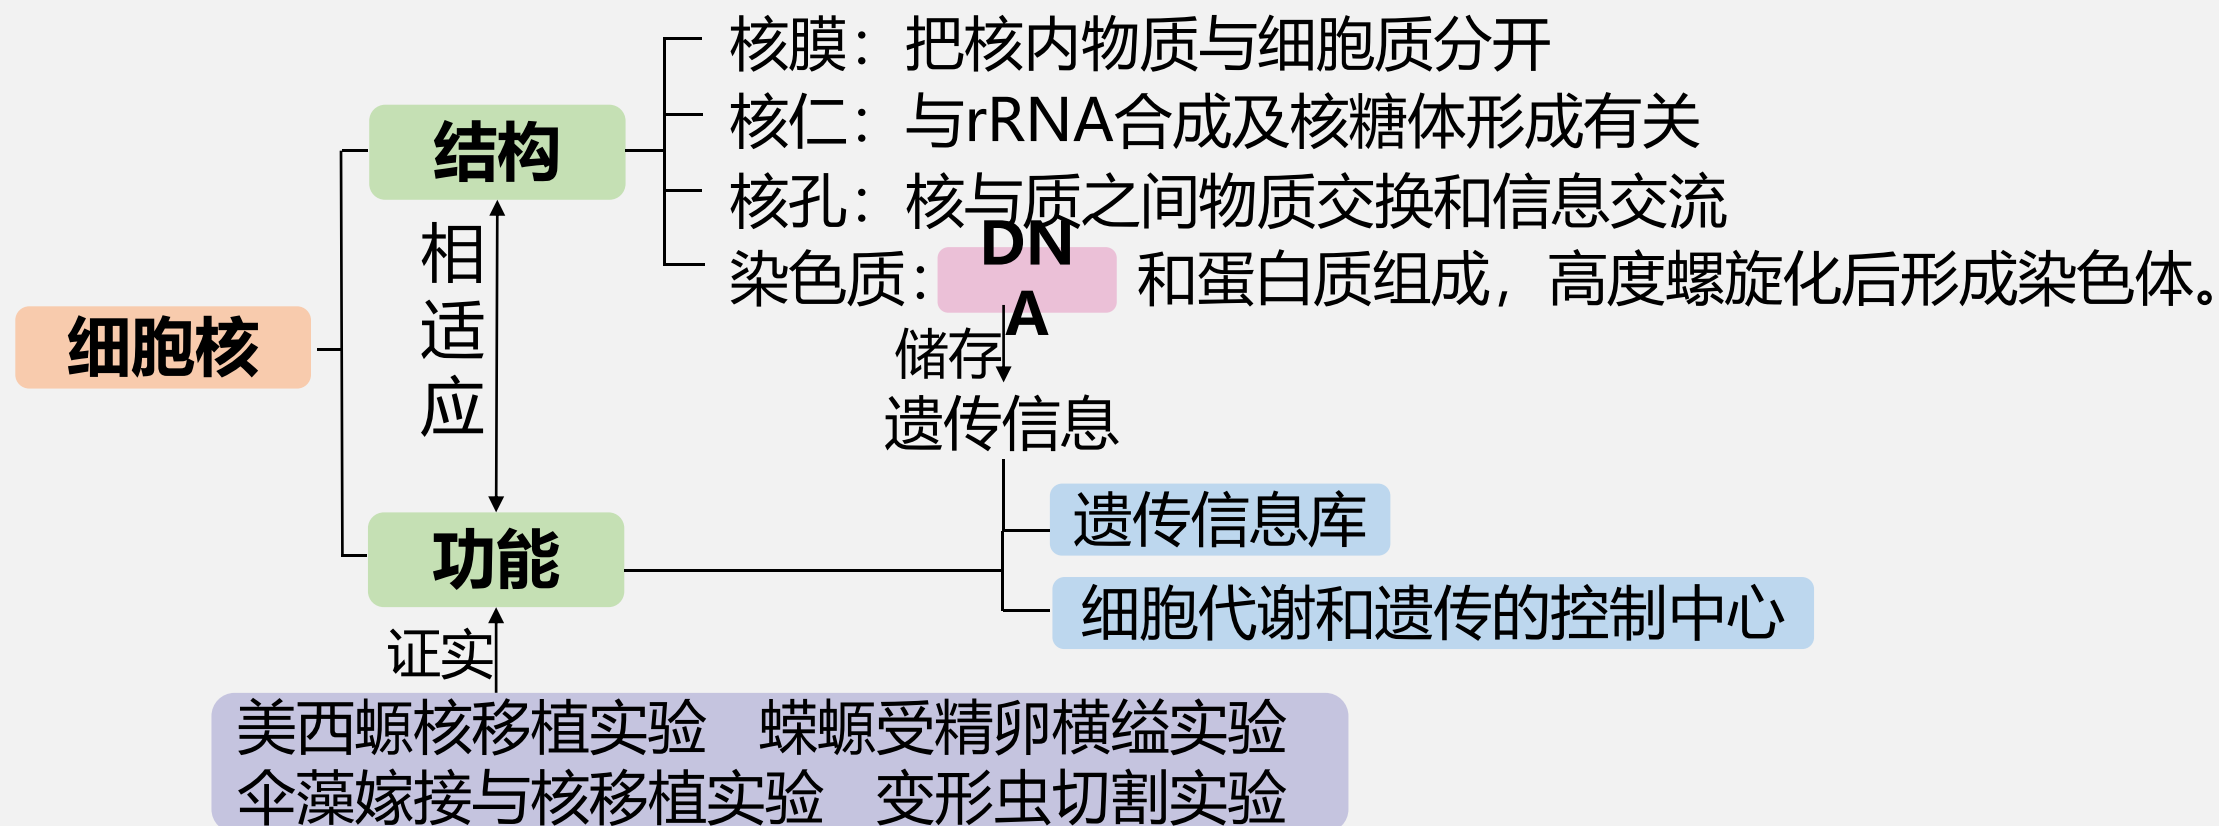 核膜：把核内物质与细胞质分开
核仁：与rRNA合成及核糖体形成有关
结构
核孔：核与质之间物质交换和信息交流
染色质：DNA 和蛋白质组成，高度螺旋化后形成染色体。
相适应
细胞核
储存
遗传信息
遗传信息库
功能
细胞代谢和遗传的控制中心
证实
美西螈核移植实验 蝾螈受精卵横缢实验
伞藻嫁接与核移植实验 变形虫切割实验